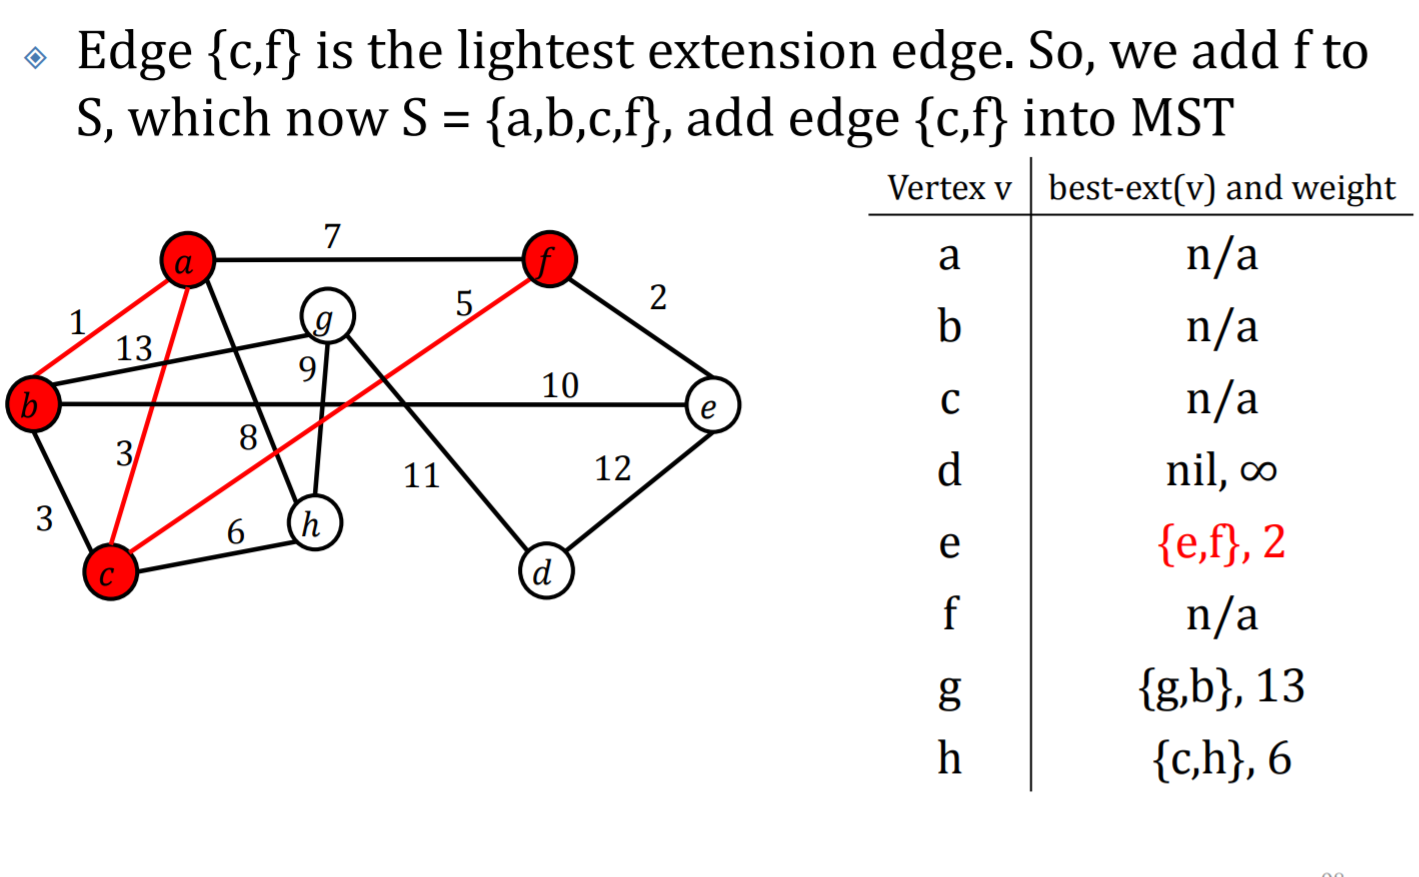 Edge {c,f} is the lightest extension edge. So, we add f to
S, which now S = {a,b,c,f}, add edge {c,f} into MST
Vertex v best-ext(v) and weight
a n/a
b n/a
c n/a
d nil, ∞
e {e,f}, 2
f n/a
g {g,b}, 13
h {c,h}, 6
7
a
f
5
2
1
g
13
9
10
b
e
3
8
11
12
3
6
h
c
d